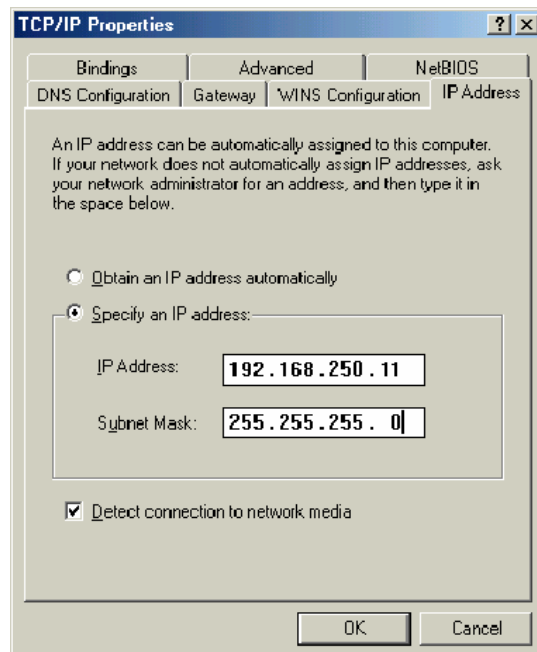 TCP/IP Properties
Bindings Advanced NetBIOS
DNS Configuration Gateway WINS Configuration IP Address
An IP address can be automatically assigned to this computer.
If your network does not automatically assign IP addresses, ask
your network administrator for an address, and then type it in
the space below.
Obtain an IP address automatically
Specify an IP address:
IP Address: 192.168.250.11
Subnet Mask: 255.255.255. 0
Detect connection to network media
OK Cancel